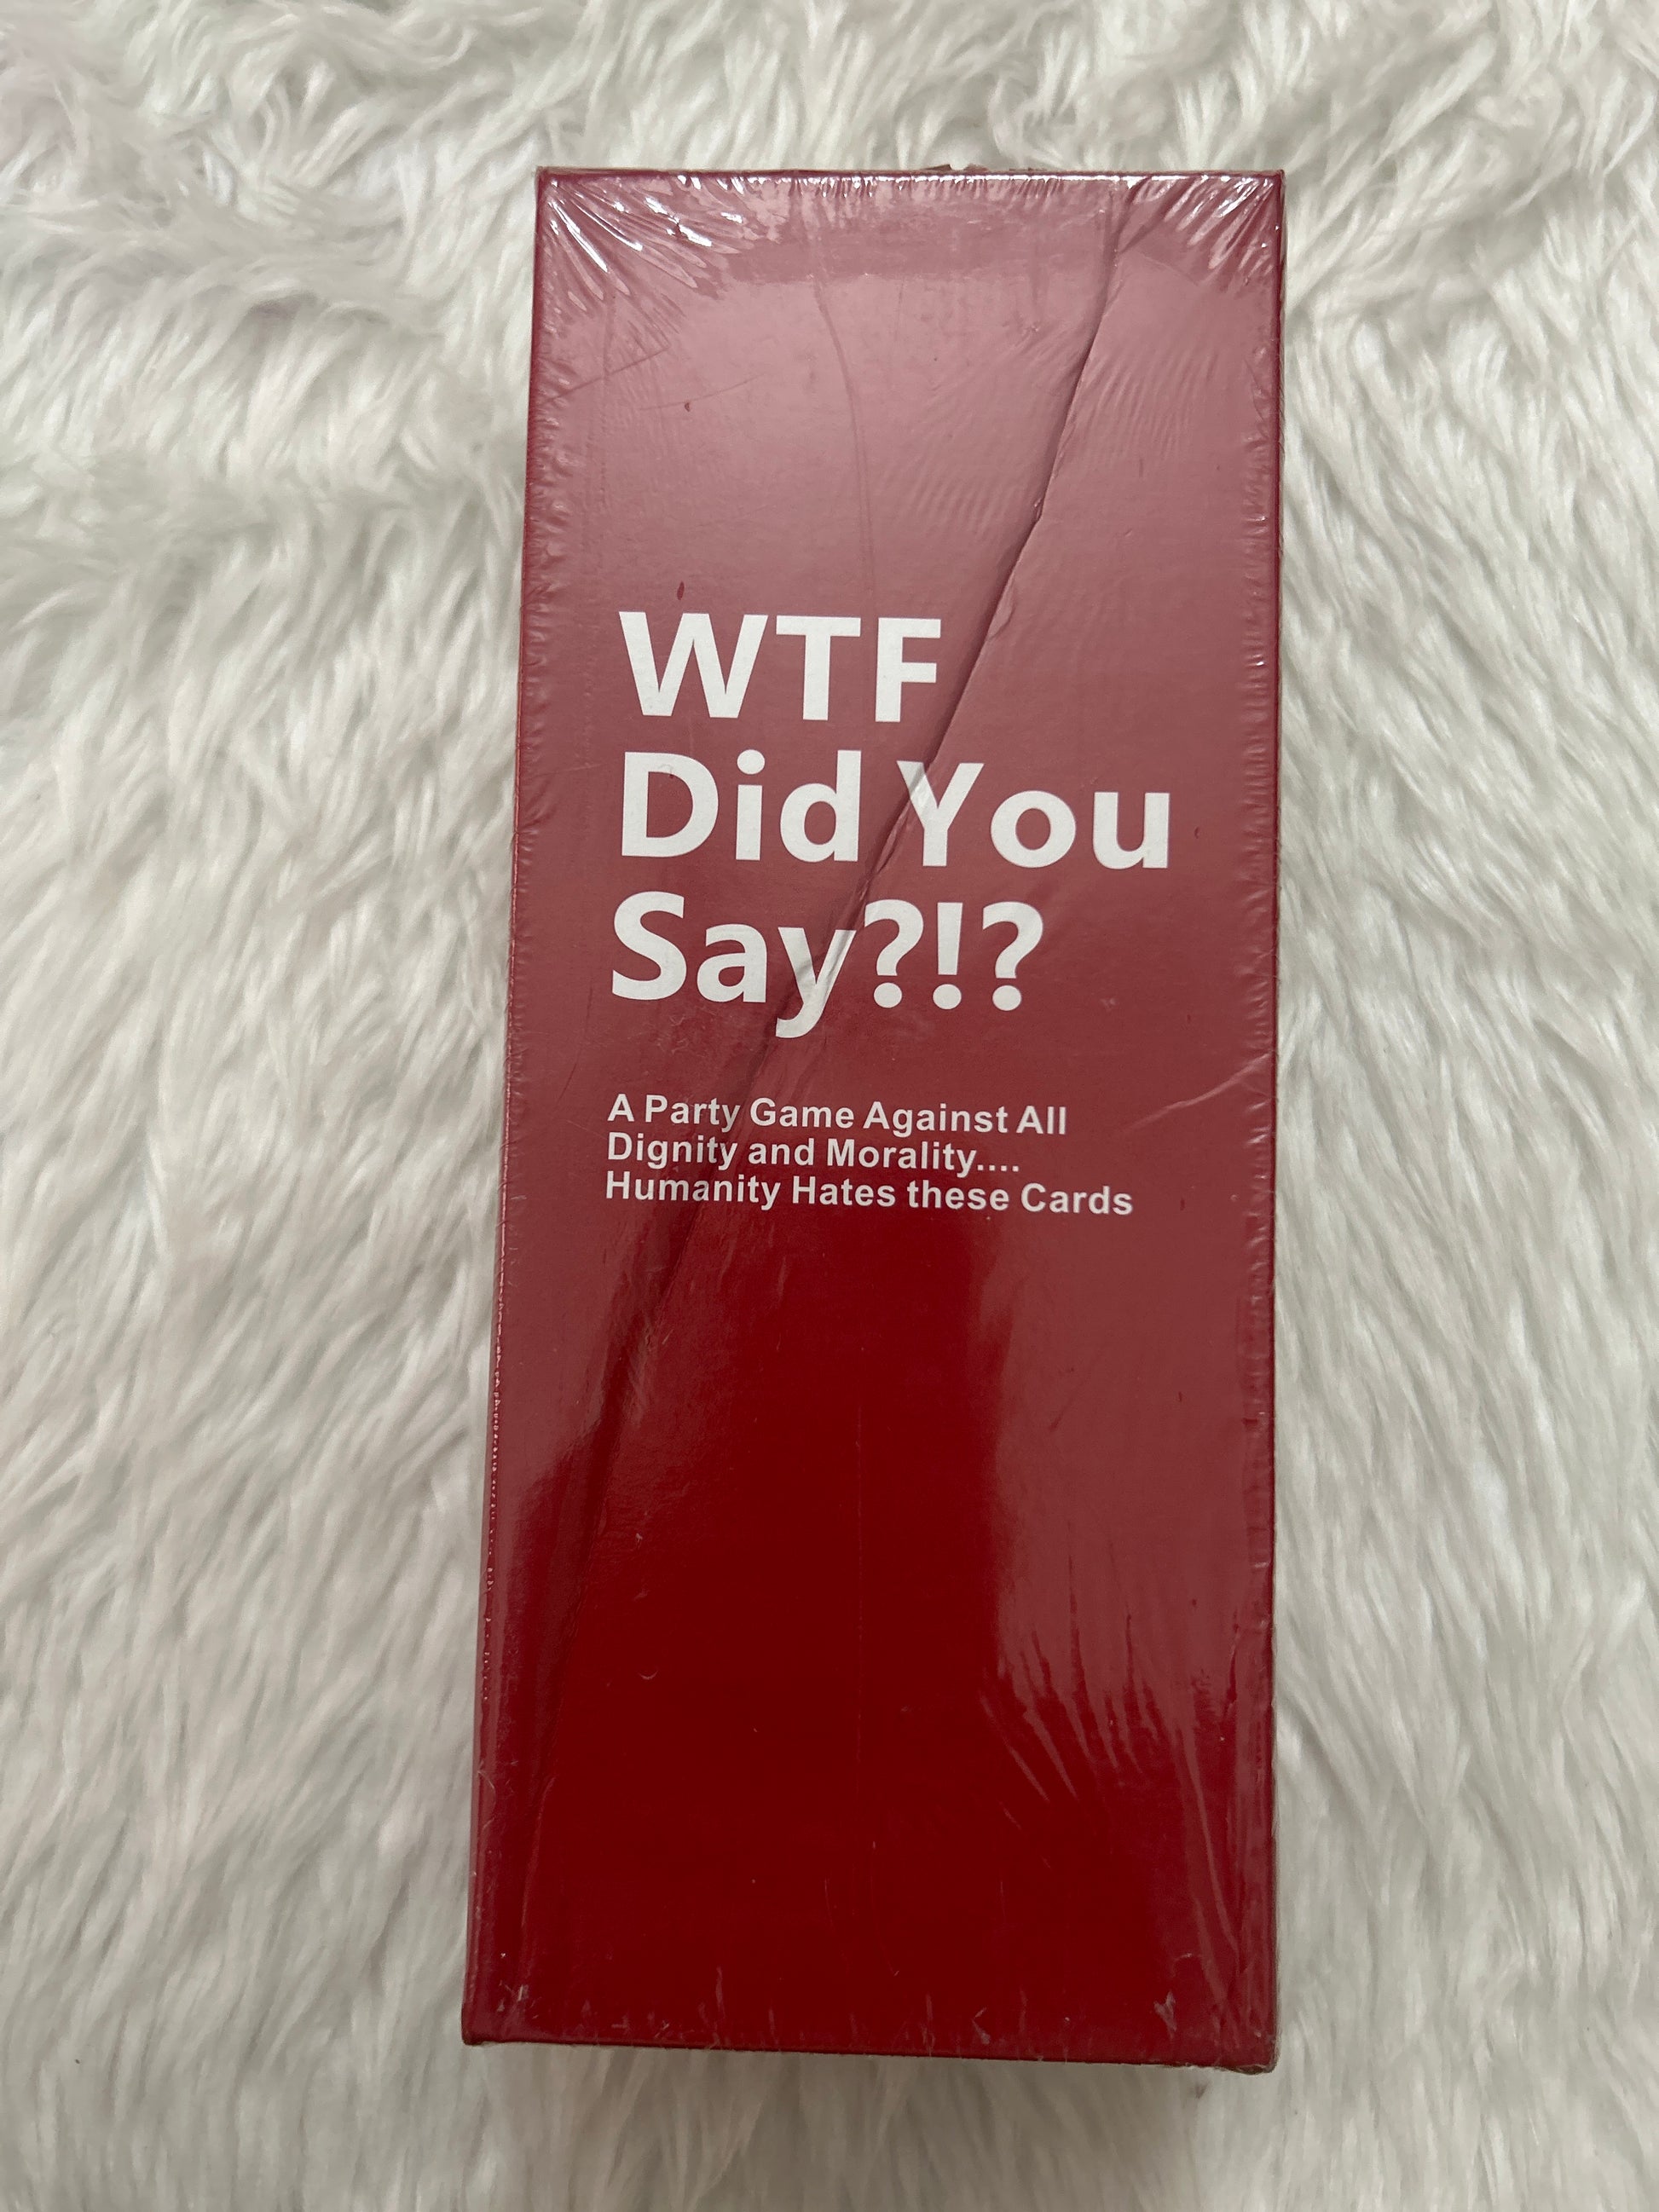 WTF
Did You
Say?!?
A Party Game Against All
Dignity and Morality....
Humanity Hates these Cards